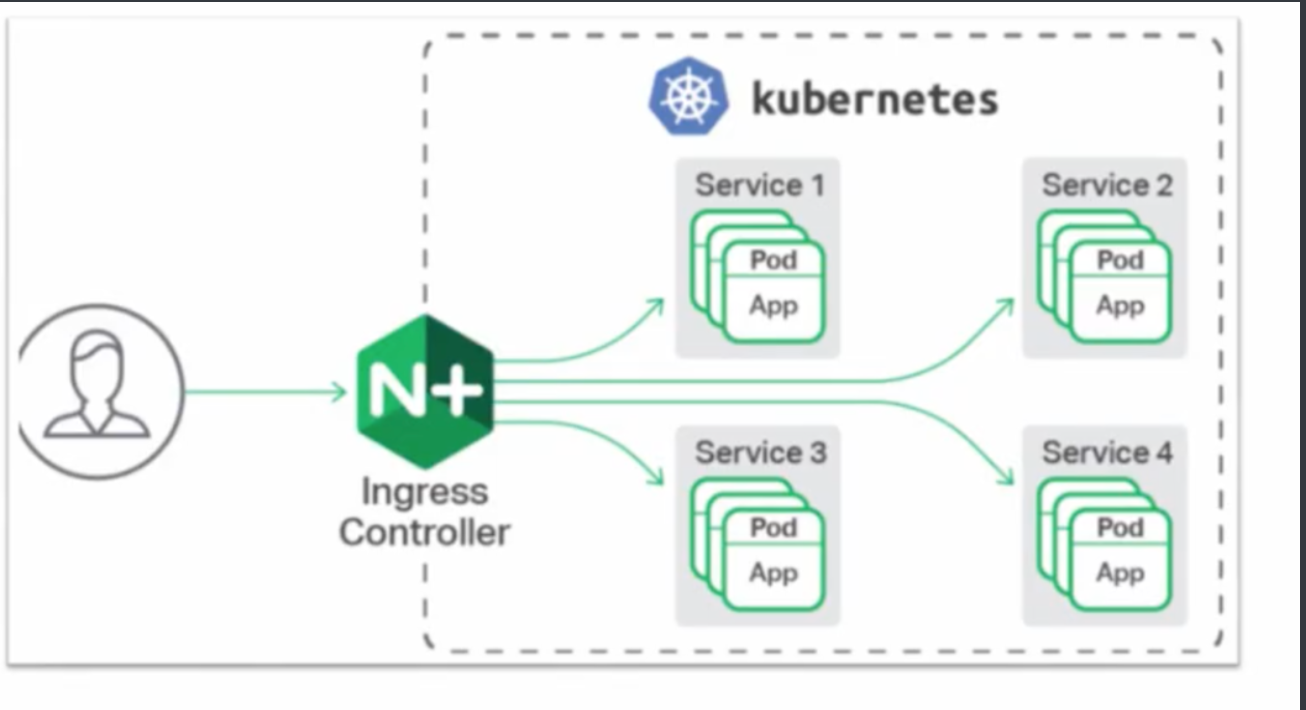 kubernetes
Service 1
Pod
App
Service 2
Pod
App
N+
Ingress
Controller
Service 3
Pod
App
Service 4
Pod
App